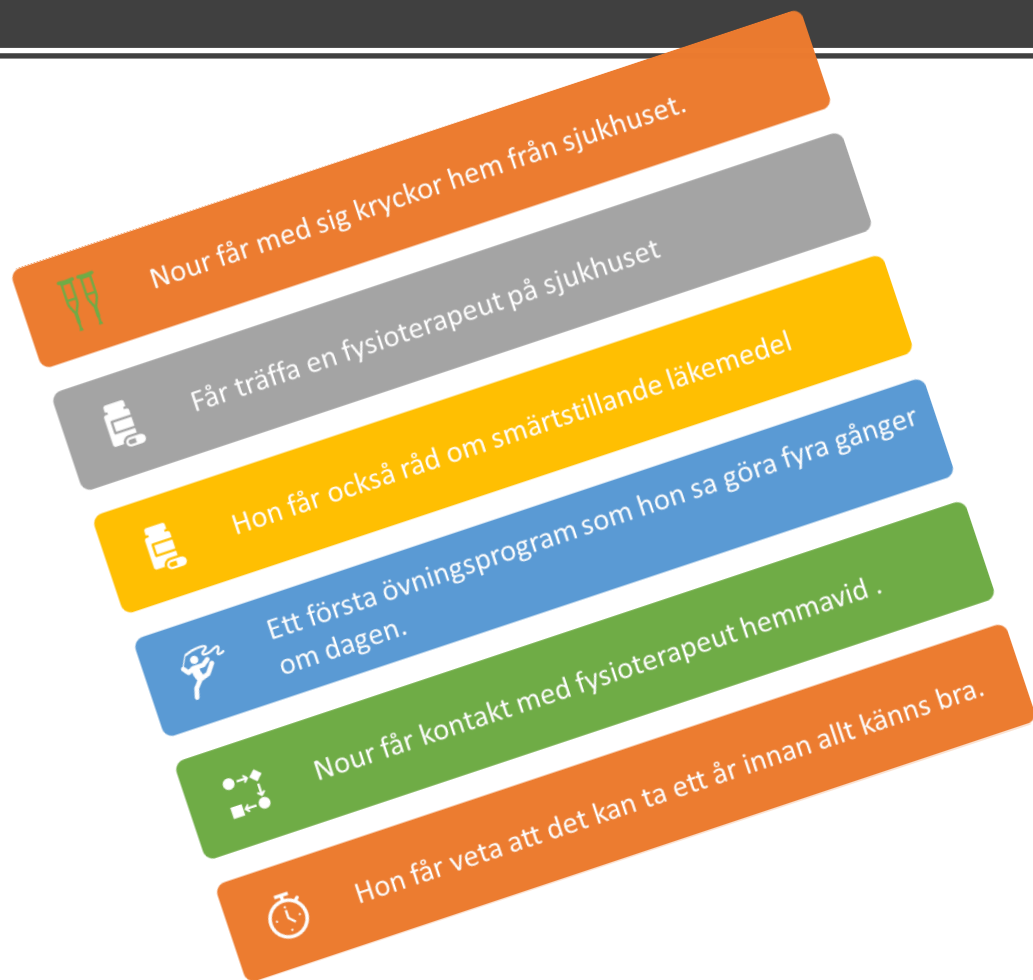 Nour får med sig kryckor hem från sjukhuset.
Får träffa en fysioterapeut på sjukhuset
Hon får också råd om smärtstillande läkemedel
Ett första övningsprogram som hon sa göra fyra gånger
om dagen.
Nour får kontakt med fysioterapeut hemmavid .
Hon får veta att det kan ta ett år innan allt känns bra.